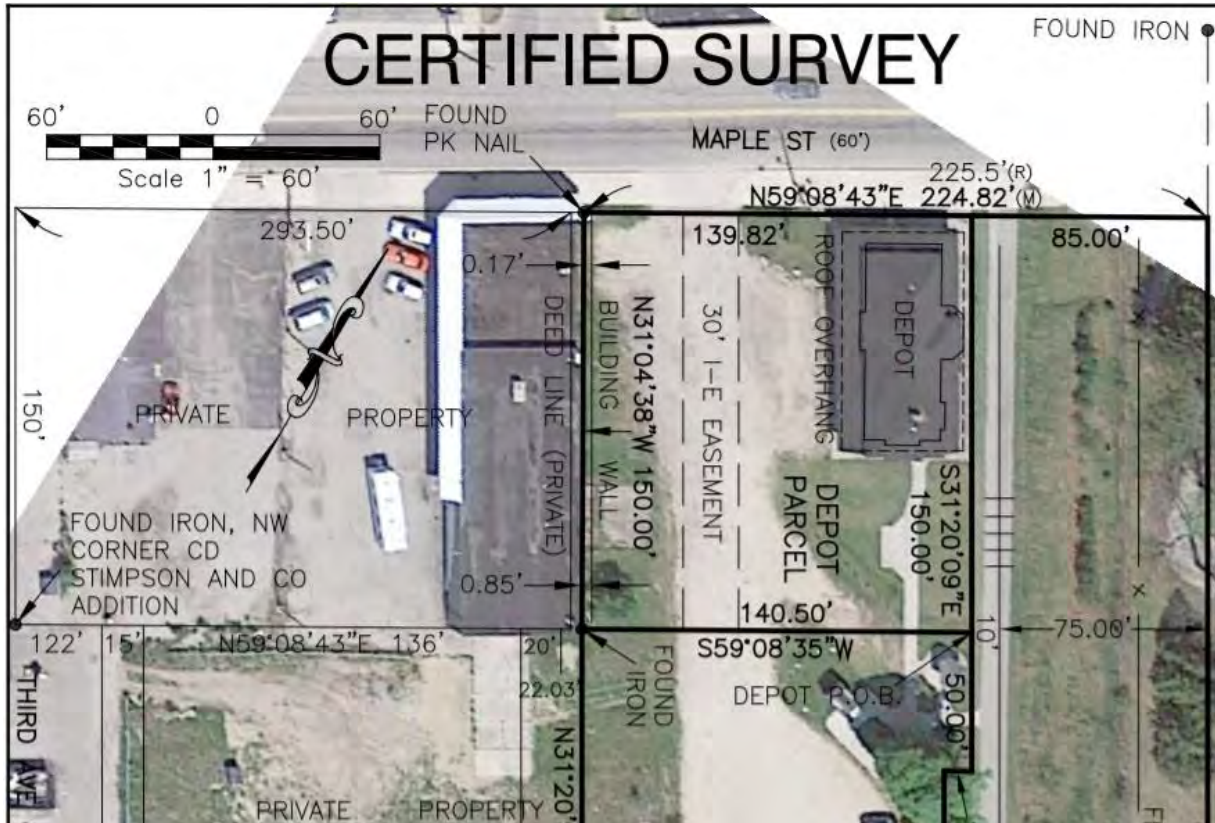 CERTIFIED SURVEY
FOUND IRON
60' 0 60'
Scale 1" = 60'
FOUND
PK NAIL
MAPLE ST (60')
225.5'(R)
N59°08'43"E 224.82'(M)
293.50'
139.82'
85.00'
0.17'
DEED LINE (PRIVATE)
BUILDING WALL
N31°04'38"W 150.00'
30' I-E EASEMENT
ROOF OVERHANG
DEPOT
150'
PRIVATE PROPERTY
DEPOT
PARCEL
S31°20'09"E
150.00'
FOUND IRON, NW
CORNER CD
STIMPSON AND CO
ADDITION
0.85'
140.50'
122' 15' N59°08'43"E, 136' 20'
10'
75.00'
S59°08'35"W
22.03'
FOUND
IRON
DEPOT P.O.B.
50.00'
THIRD AVE
N31°20'
PRIVATE PROPERTY